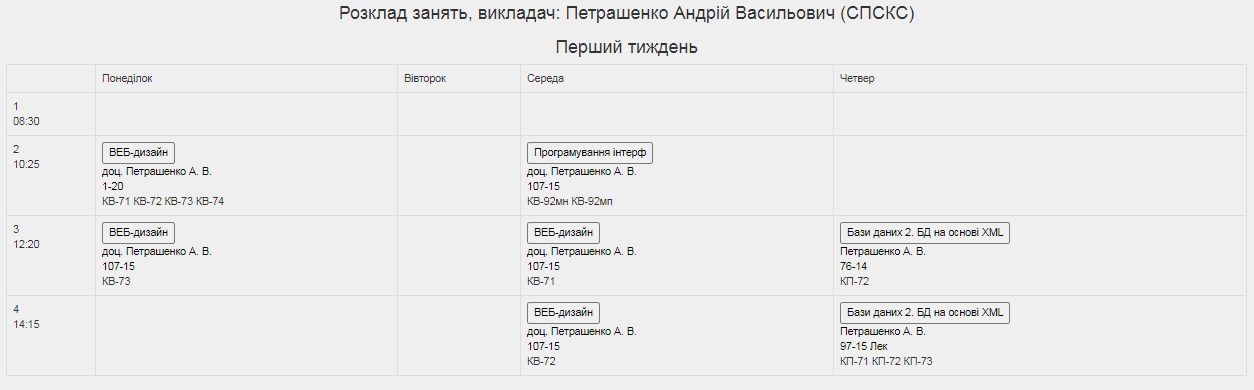 Розклад занять, викладач: Петрашенко Андрій Васильович (СПСКС)
Перший тиждень
Понеділок
Вівторок
Середа
Четвер
1
08:30
2
10:25
ВЕБ-дизайн
доц. Петрашенко А. В.
1-20
КВ-71 КВ-72 КВ-73 КВ-74
Програмування інтерф
доц. Петрашенко А. В.
107-15
КВ-92мн КВ-92мп
3
12:20
ВЕБ-дизайн
доц. Петрашенко А. В.
107-15
КВ-73
ВЕБ-дизайн
доц. Петрашенко А. В.
107-15
КВ-71
Бази даних 2. БД на основі XML
Петрашенко А. В.
76-14
КП-72
4
14:15
ВЕБ-дизайн
доц. Петрашенко А. В.
107-15
КВ-72
Бази даних 2. БД на основі XML
Петрашенко А. В.
97-15 Лек
КП-71 КП-72 КП-73